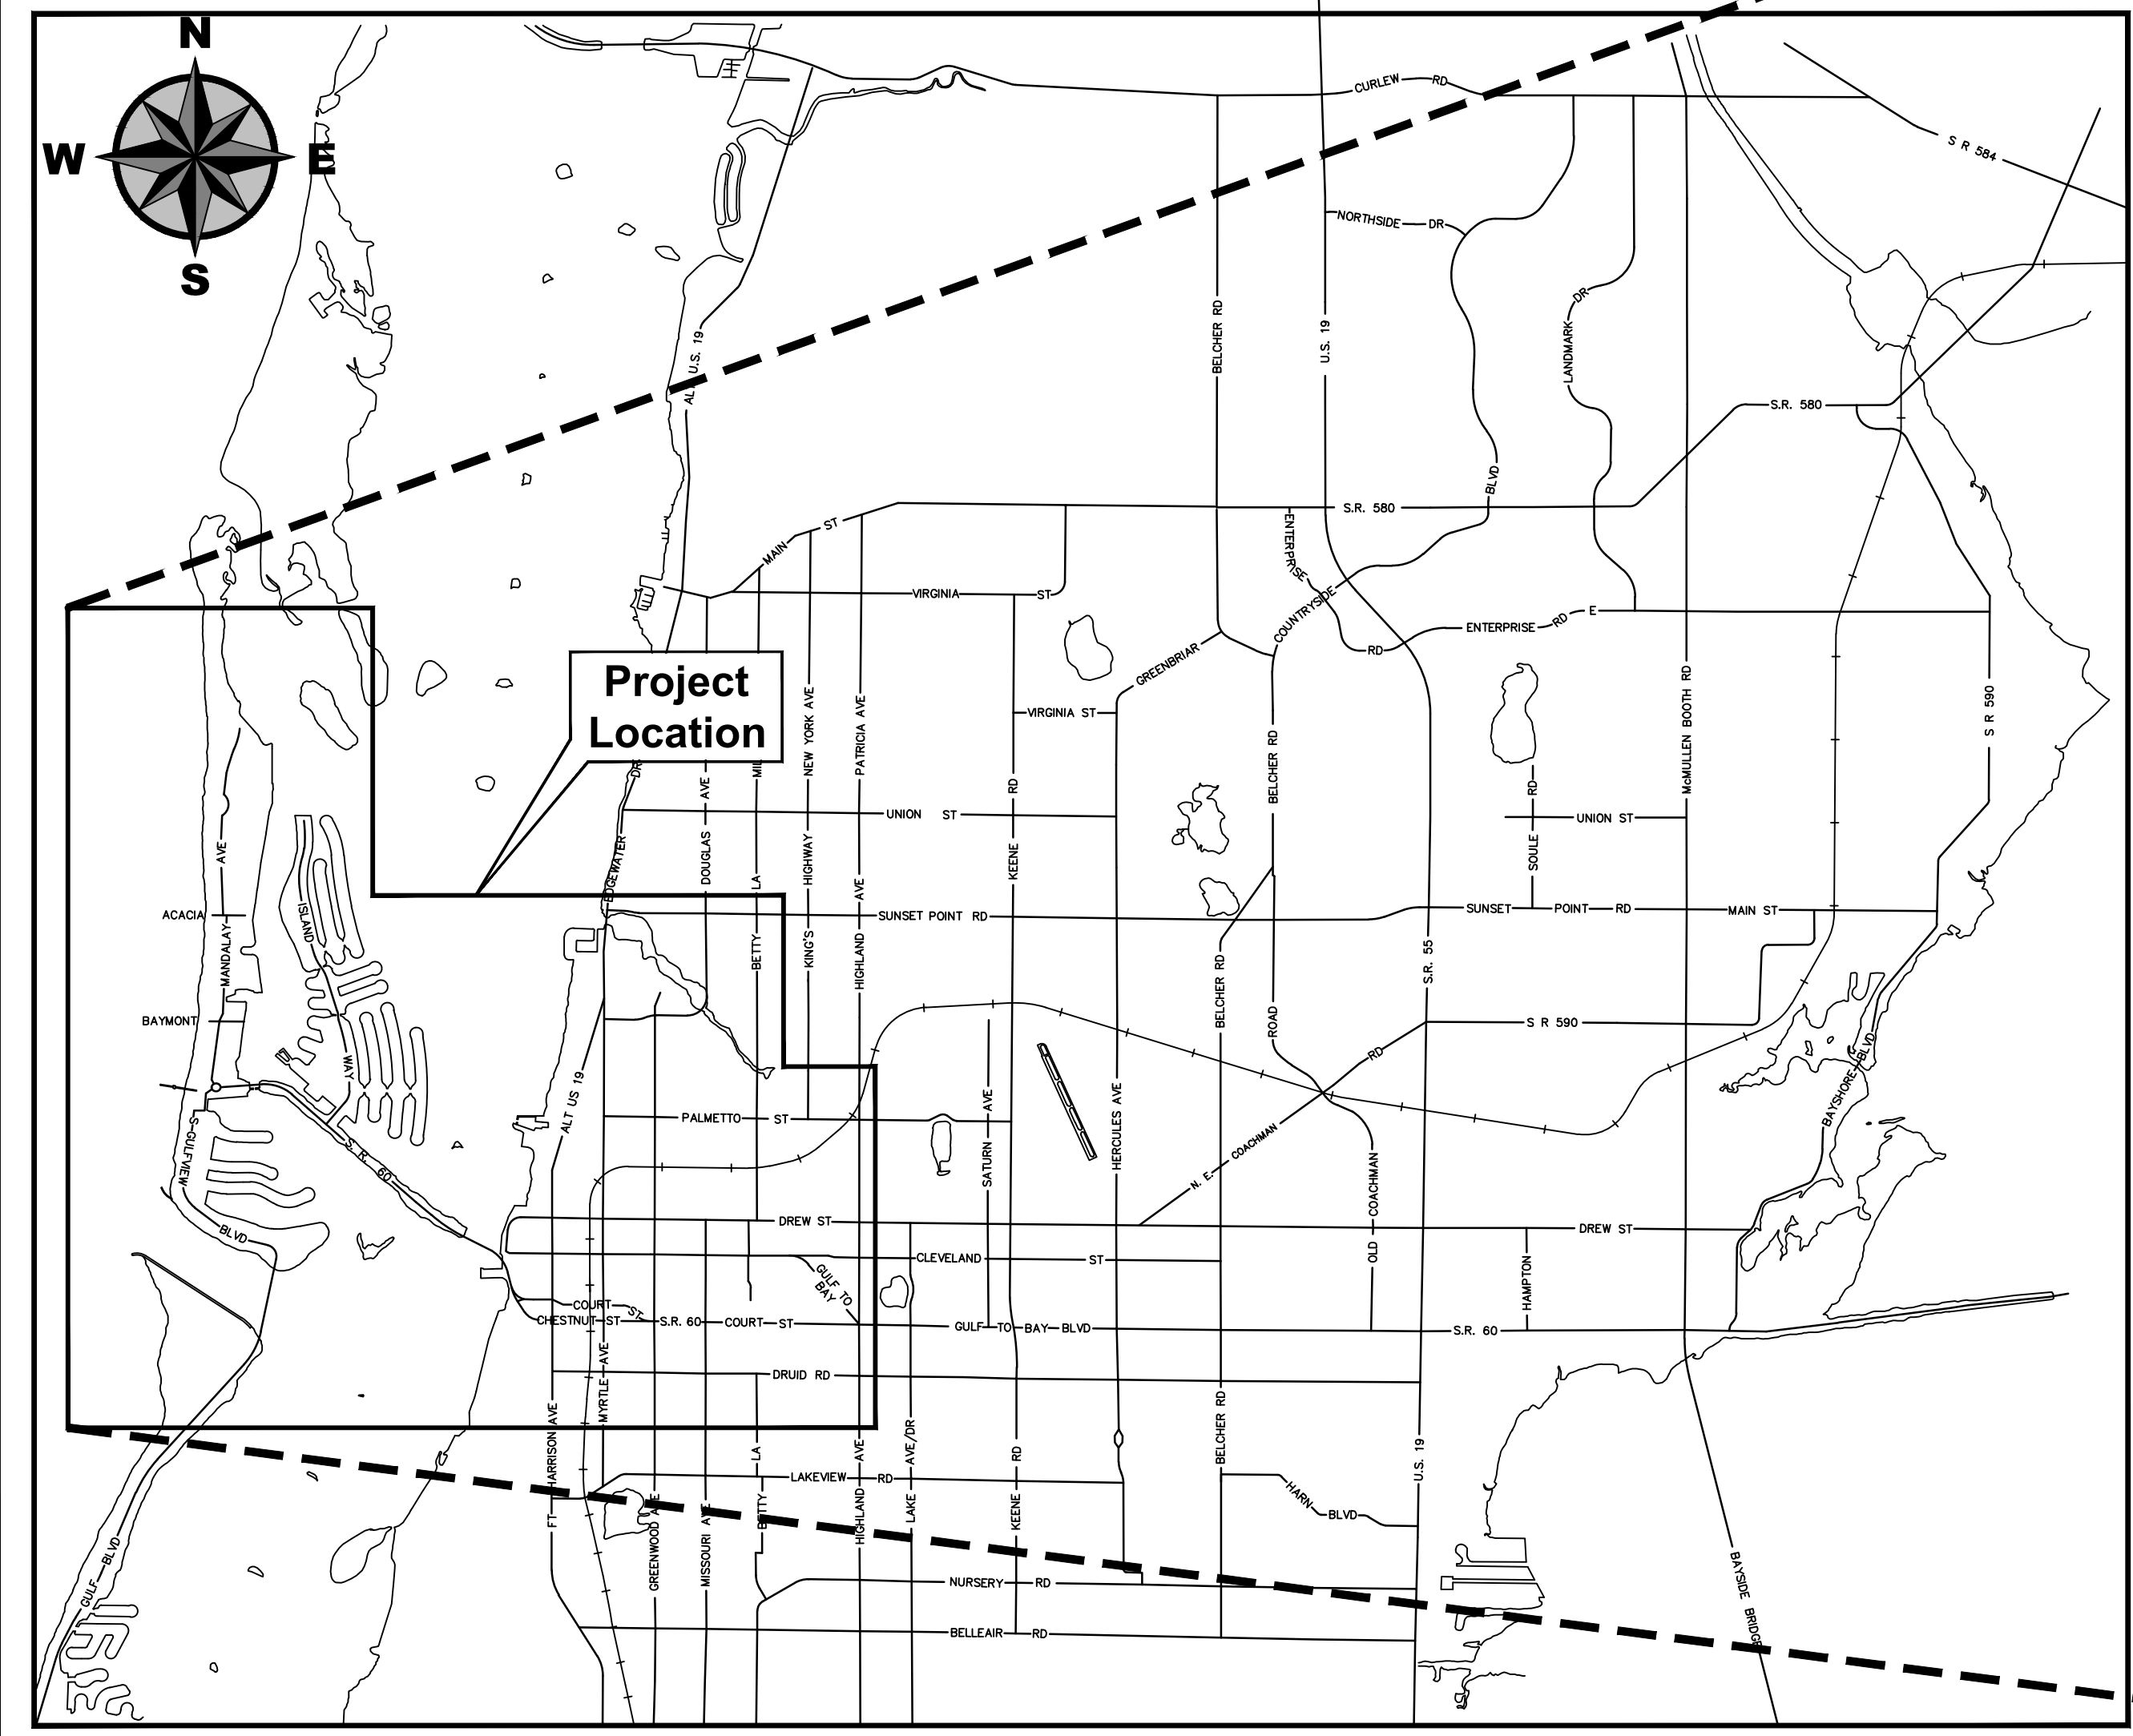 N
W
E
S
CURLEW RD
S R 584
NORTHSIDE DR
BELCHER RD
U.S. 19
LANDMARK DR
ALT U.S. 19
S.R. 580
BLVD
MAIN ST
S.R. 580
ENTERPRISE
VIRGINIA ST
COUNTRYSIDE
ENTERPRISE RD E
RD
GREENBRIAR
Project
Location
McMULLEN BOOTH RD
S R 590
VIRGINIA ST
NEW YORK AVE
PATRICIA AVE
BELCHER RD
DR
DOUGLAS AVE
MIL
KEENE RD
UNION ST
UNION ST
SOULE RD
EDGEWATER
HIGHWAY
AVE
ACACIA
MANDALAY
ISLAND
LA
BETTY
KING'S
HIGHLAND AVE
SUNSET POINT RD
SUNSET POINT RD
MAIN ST
S.R. 55
BELCHER RD
ROAD
BAYMONT
S R 590
WAY
RD
BAYSHORE BLVD
ALT US 19
S GULFVIEW
PALMETTO ST
SATURN AVE
HERCULES AVE
N. E. COACHMAN
S. R. 60
OLD COACHMAN
BLVD
DREW ST
DREW ST
CLEVELAND ST
GULF TO
BAY
HAMPTON
COURT ST
CHESTNUT ST
S.R. 60
COURT ST
GULF TO BAY BLVD
S.R. 60
DRUID RD
MYRTLE AVE
FT HARRISON AVE
LA
BETTY
HIGHLAND AVE
LAKE AVE/DR
KEENE RD
BELCHER RD
U.S. 19
LAKEVIEW RD
HARN BLVD
GREENWOOD AVE
MISSOURI AVE
GULF BLVD
NURSERY RD
BAYSIDE BRIDGE
BELLEAIR RD